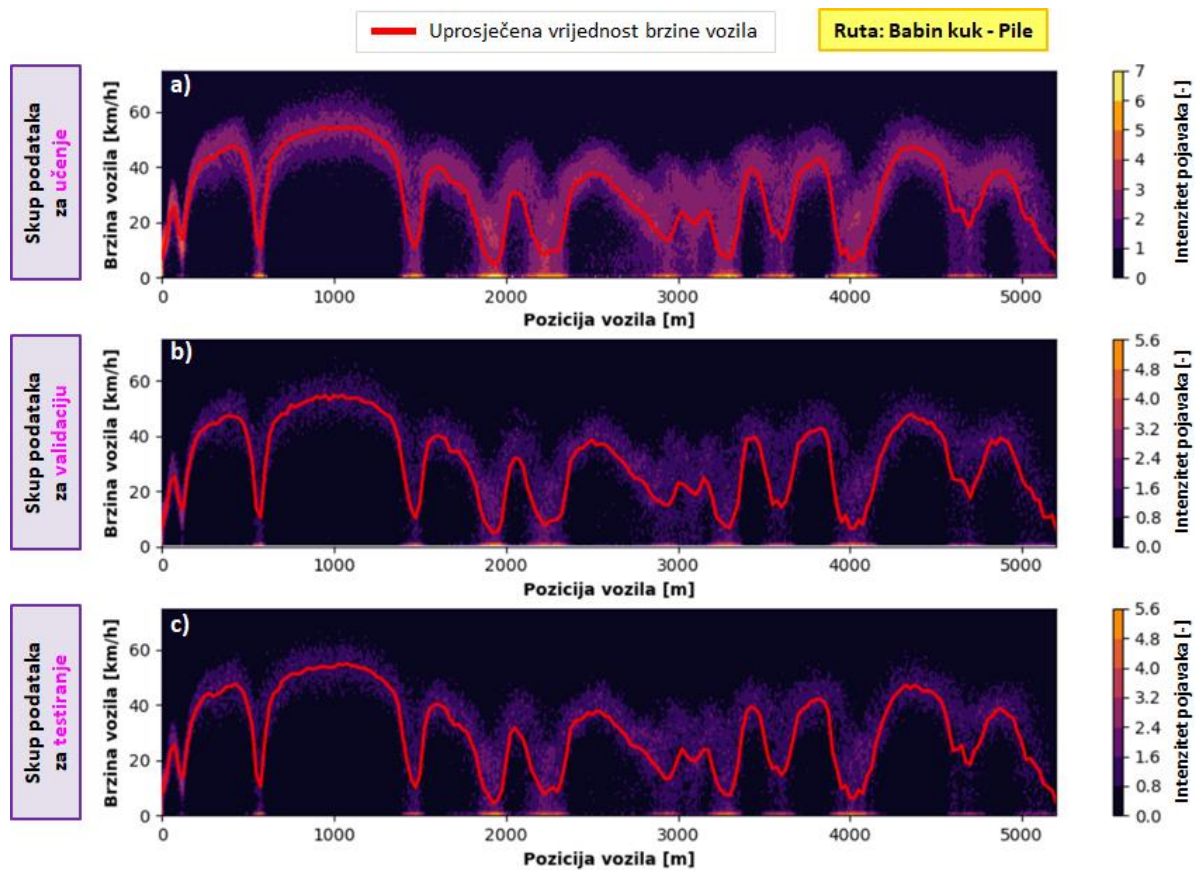 Uprosječena vrijednost brzine vozila
Ruta: Babin kuk - Pile
Skup podataka
za učenje
a)
Brzina vozila [km/h]
60
40
20
0
0
1000
2000
3000
4000
5000
Pozicija vozila [m]
7
6
5
4
3
2
1
0
Intenzitet pojavaka [-]
Skup podataka
za validaciju
b)
Brzina vozila [km/h]
60
40
20
0
0
1000
2000
3000
4000
5000
Pozicija vozila [m]
5.6
4.8
4.0
3.2
2.4
1.6
0.8
0.0
Intenzitet pojavaka [-]
Skup podataka
za testiranje
c)
Brzina vozila [km/h]
60
40
20
0
0
1000
2000
3000
4000
5000
Pozicija vozila [m]
5.6
4.8
4.0
3.2
2.4
1.6
0.8
0.0
Intenzitet pojavaka [-]